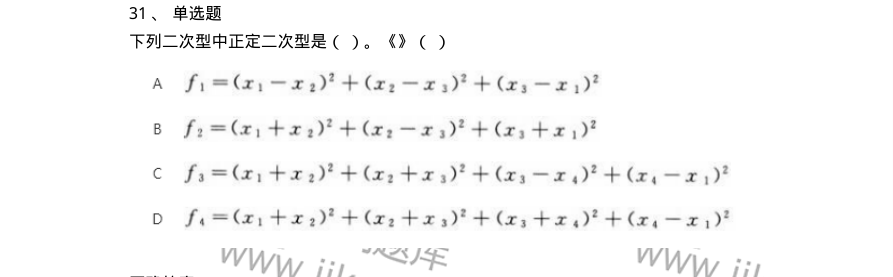 31、 单选题
下列二次型中正定二次型是（ ）。《》（ ）
A f₁=(x₁－x₂)²＋(x₂－x₃)²＋(x₃－x₁)²
B f₂=(x₁＋x₂)²＋(x₂－x₃)²＋(x₃＋x₁)²
C f₃=(x₁＋x₂)²＋(x₂＋x₃)²＋(x₃－x₄)²＋(x₄－x₁)²
D f₄=(x₁＋x₂)²＋(x₂＋x₃)²＋(x₃＋x₄)²＋(x₄－x₁)²
题库